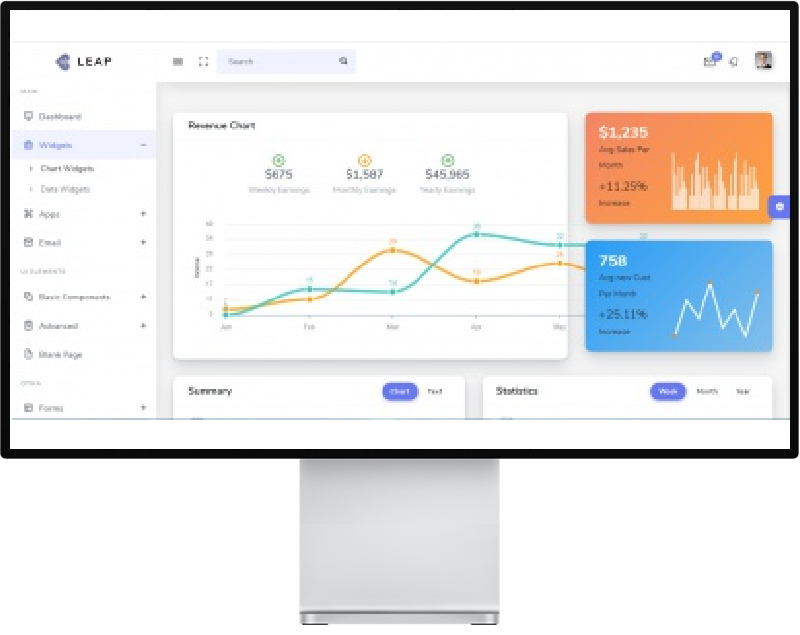 LEAP
Search
MAIN
Dashboard
Widgets
Chart Widgets
Data Widgets
Apps
Email
UI ELEMENTS
Basic Components
Advanced
Blank Page
Forms
Revenue Chart
$675
Weekly Earnings
$1,587
Monthly Earnings
$45,965
Yearly Earnings
Income
Jan
Feb
Mar
Apr
May
$1,235
Avg Sales Per
Month
+11.25%
Increase
758
Avg new Cust
Per Month
+25.11%
Increase
Summary
Chart
Text
Statistics
Week
Month
Year